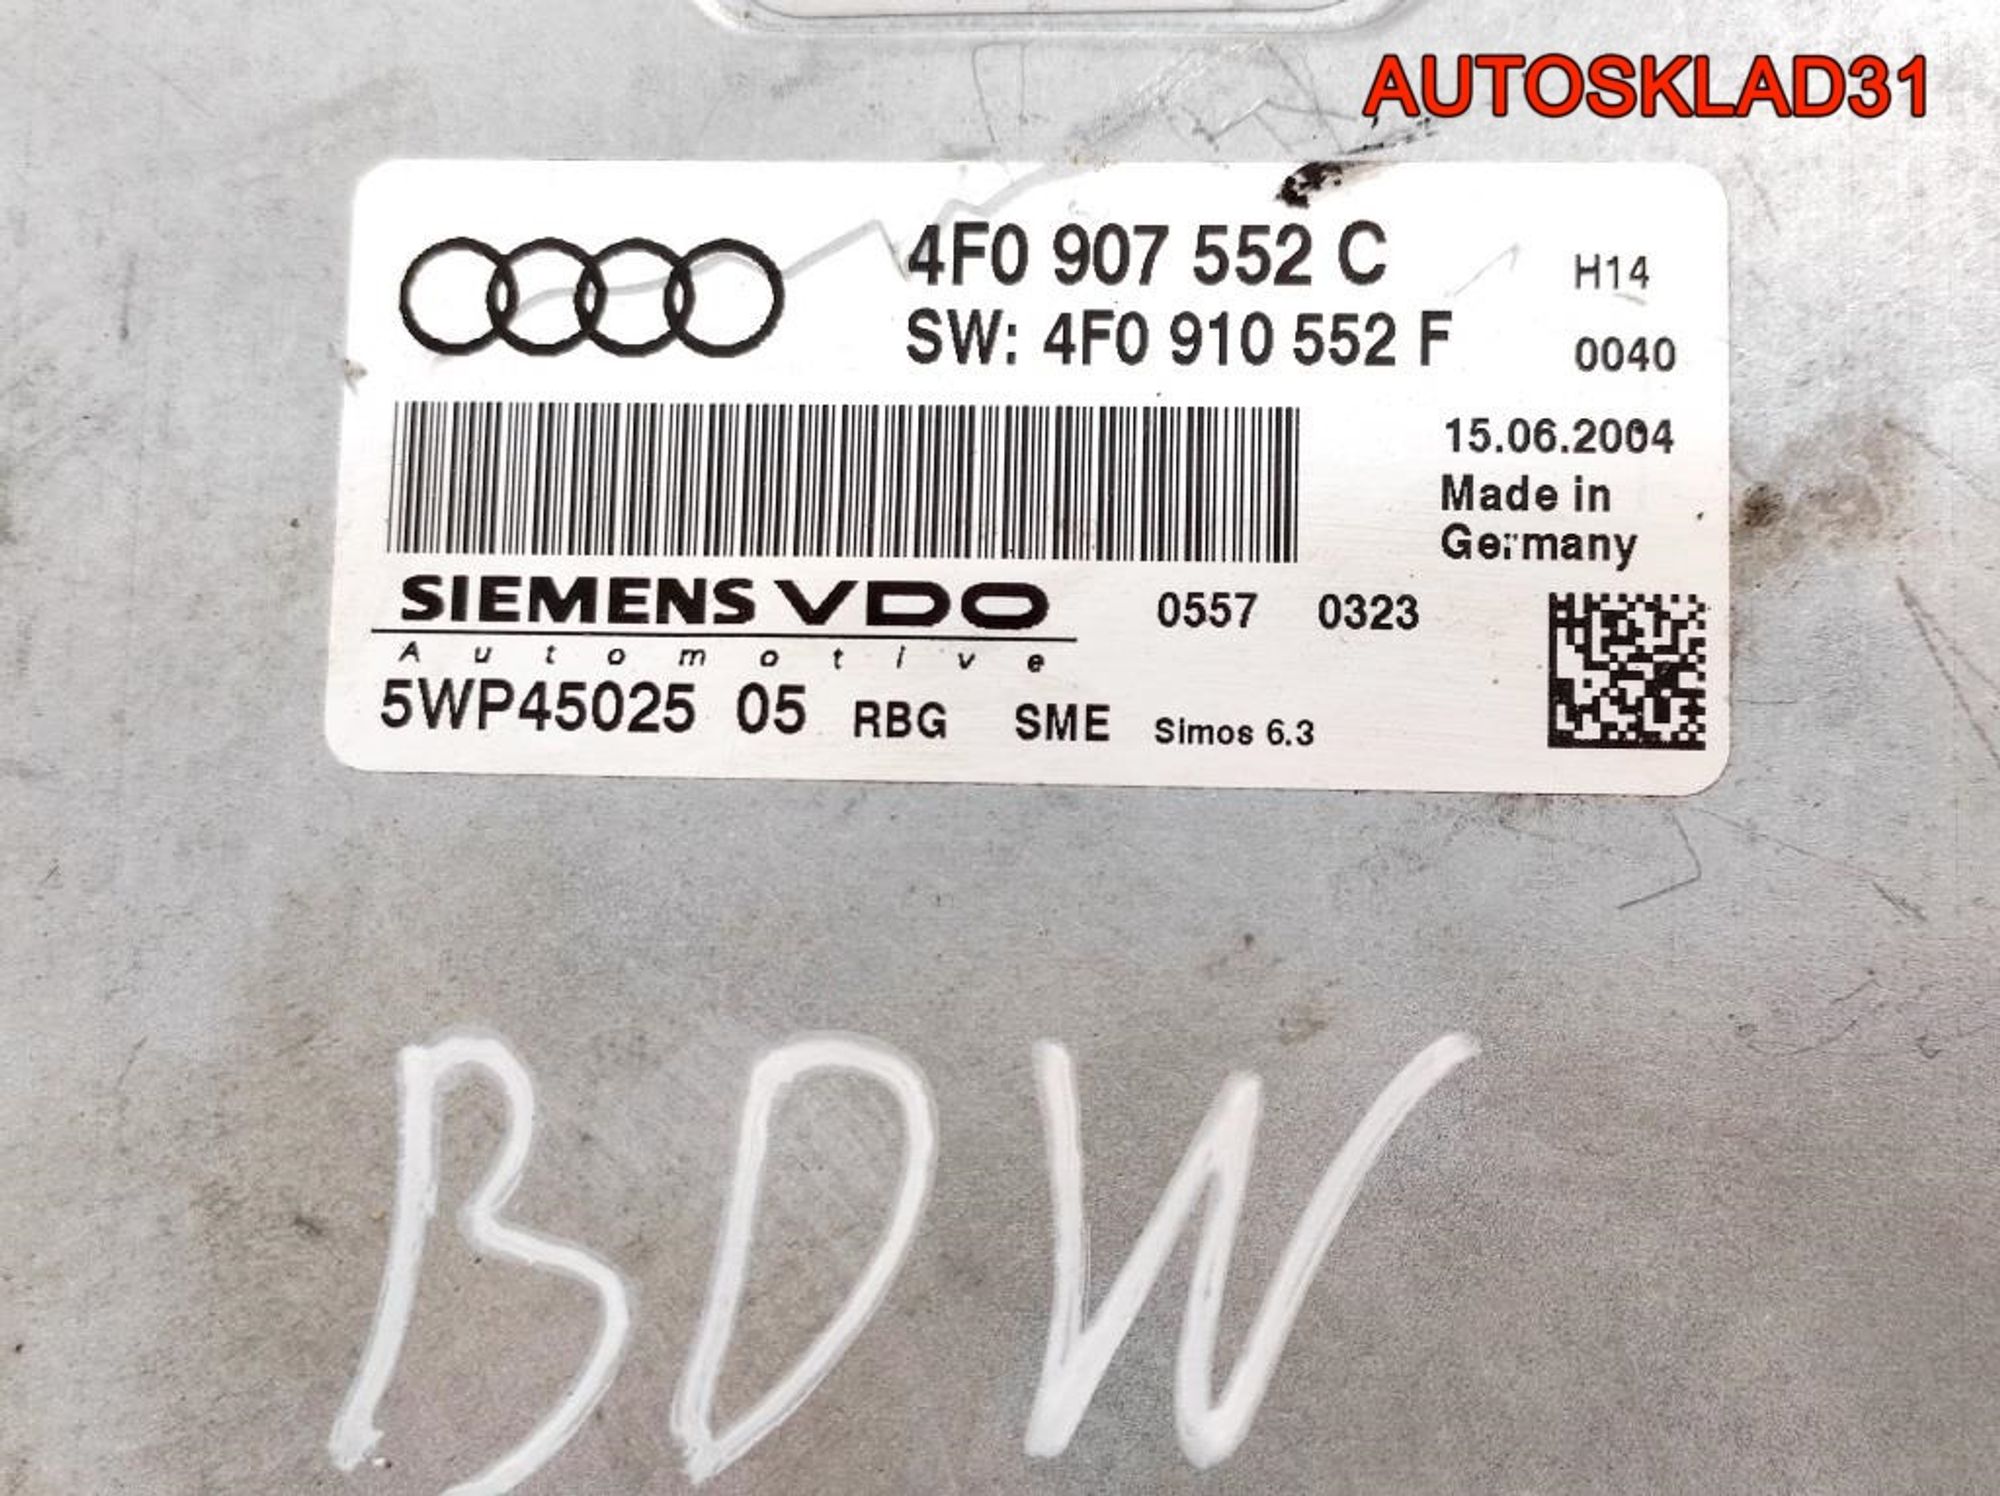 AUTOSKLAD31
4F0 907 552 C H14
SW: 4F0 910 552 F 0040
15.06.2004
Made in
Germany
SIEMENS VDO 0557 0323
Automotive
5WP45025 05 RBG SME Simos 6.3
BDW